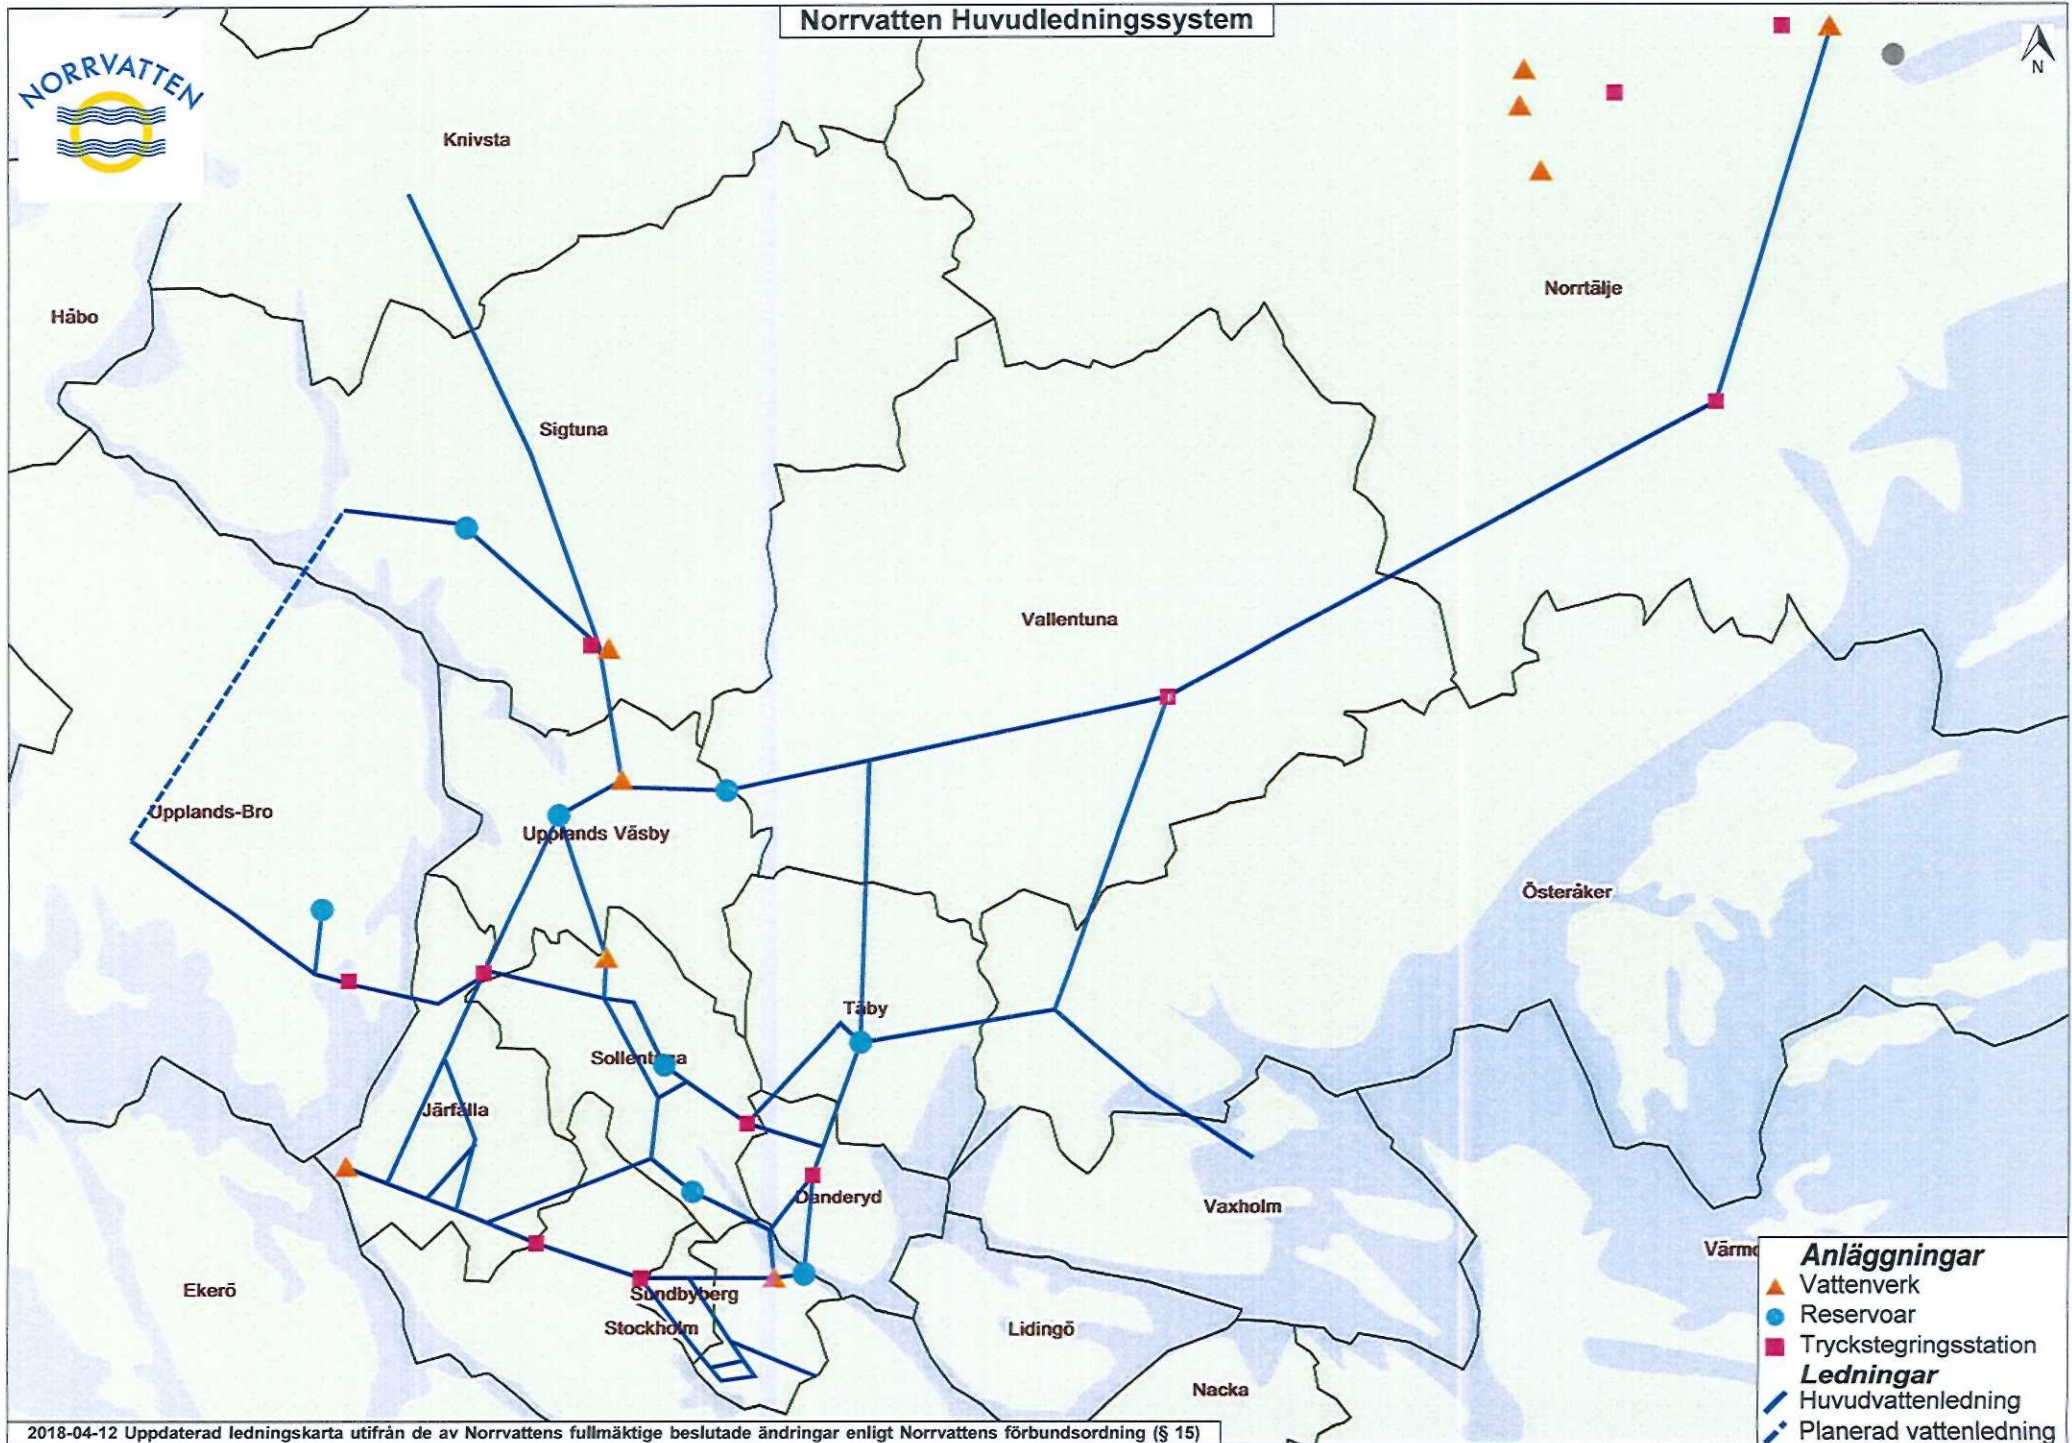 Norrvatten Huvudledningssystem
NORRVATTEN
N
Knivsta
Norrtälje
Håbo
Sigtuna
Vallentuna
Upplands-Bro
Upplands Väsby
Österåker
Täby
Sollentuna
Järfälla
Danderyd
Vaxholm
Värmd
Ekerö
Sundbyberg
Stockholm
Lidingö
Nacka
Anläggningar
Vattenverk
Reservoar
Tryckstegringsstation
Ledningar
Huvudvattenledning
Planerad vattenledning
2018-04-12 Uppdaterad ledningskarta utifrån de av Norrvattens fullmäktige beslutade ändringar enligt Norrvattens förbundsordning (§ 15)